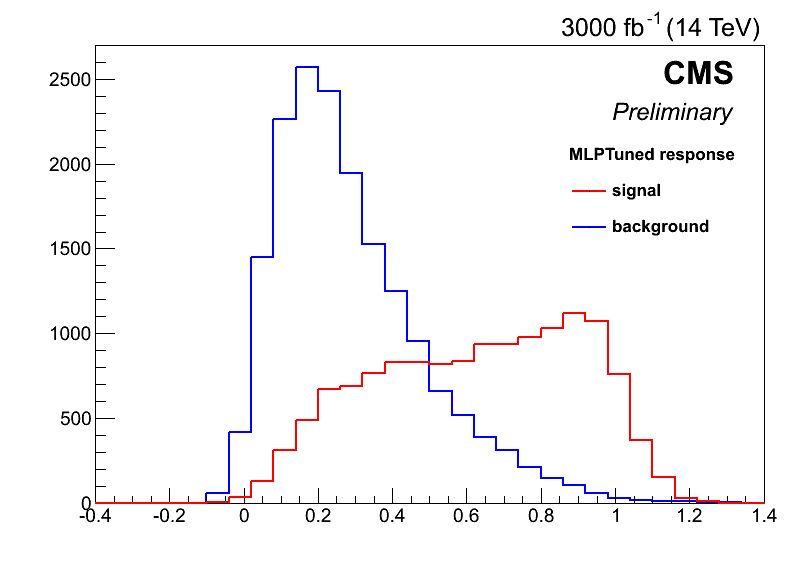 3000 fb-1 (14 TeV)
CMS
Preliminary
MLPTuned response
signal
background
2500
2000
1500
1000
500
0
-0.4 -0.2 0 0.2 0.4 0.6 0.8 1 1.2 1.4